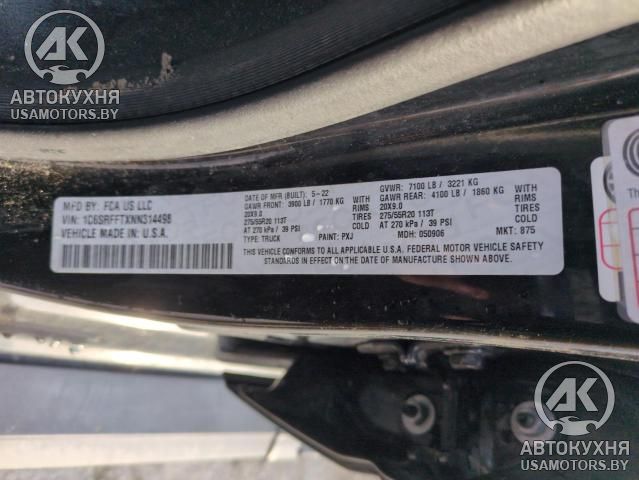 АК
АВТОКУХНЯ
USAMOTORS.BY
MFD BY: FCA US LLC
VIN: 1C6SRFFTXNN314498
VEHICLE MADE IN: U.S.A.
DATE OF MFR (BUILT): 5-22
GVWR: 7100 LB / 3221 KG
GAWR FRONT: 3900 LB / 1770 KG WITH
GAWR REAR: 4100 LB / 1860 KG WITH
20X9.0 RIMS
20X9.0 RIMS
275/55R20 113T TIRES
275/55R20 113T TIRES
AT 270 kPa / 39 PSI COLD
AT 270 kPa / 39 PSI COLD
TYPE: TRUCK PAINT: PXJ MDH: 050906 MKT: 875
THIS VEHICLE CONFORMS TO ALL APPLICABLE U.S.A. FEDERAL MOTOR VEHICLE SAFETY
STANDARDS IN EFFECT ON THE DATE OF MANUFACTURE SHOWN ABOVE.
АК
АВТОКУХНЯ
USAMOTORS.BY